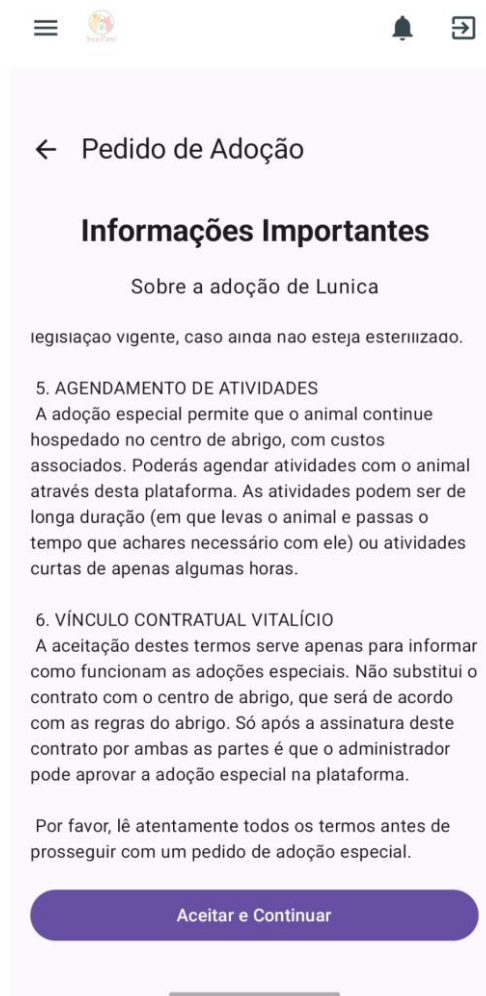 Pedido de Adoção
Informações Importantes
Sobre a adoção de Lunica
legislação vigente, caso ainda não esteja esterilizado.
5. AGENDAMENTO DE ATIVIDADES
A adoção especial permite que o animal continue
hospedado no centro de abrigo, com custos
associados. Poderás agendar atividades com o animal
através desta plataforma. As atividades podem ser de
longa duração (em que levas o animal e passas o
tempo que achares necessário com ele) ou atividades
curtas de apenas algumas horas.
6. VÍNCULO CONTRATUAL VITALÍCIO
A aceitação destes termos serve apenas para informar
como funcionam as adoções especiais. Não substitui o
contrato com o centro de abrigo, que será de acordo
com as regras do abrigo. Só após a assinatura deste
contrato por ambas as partes é que o administrador
pode aprovar a adoção especial na plataforma.
Por favor, lê atentamente todos os termos antes de
prosseguir com um pedido de adoção especial.
Aceitar e Continuar